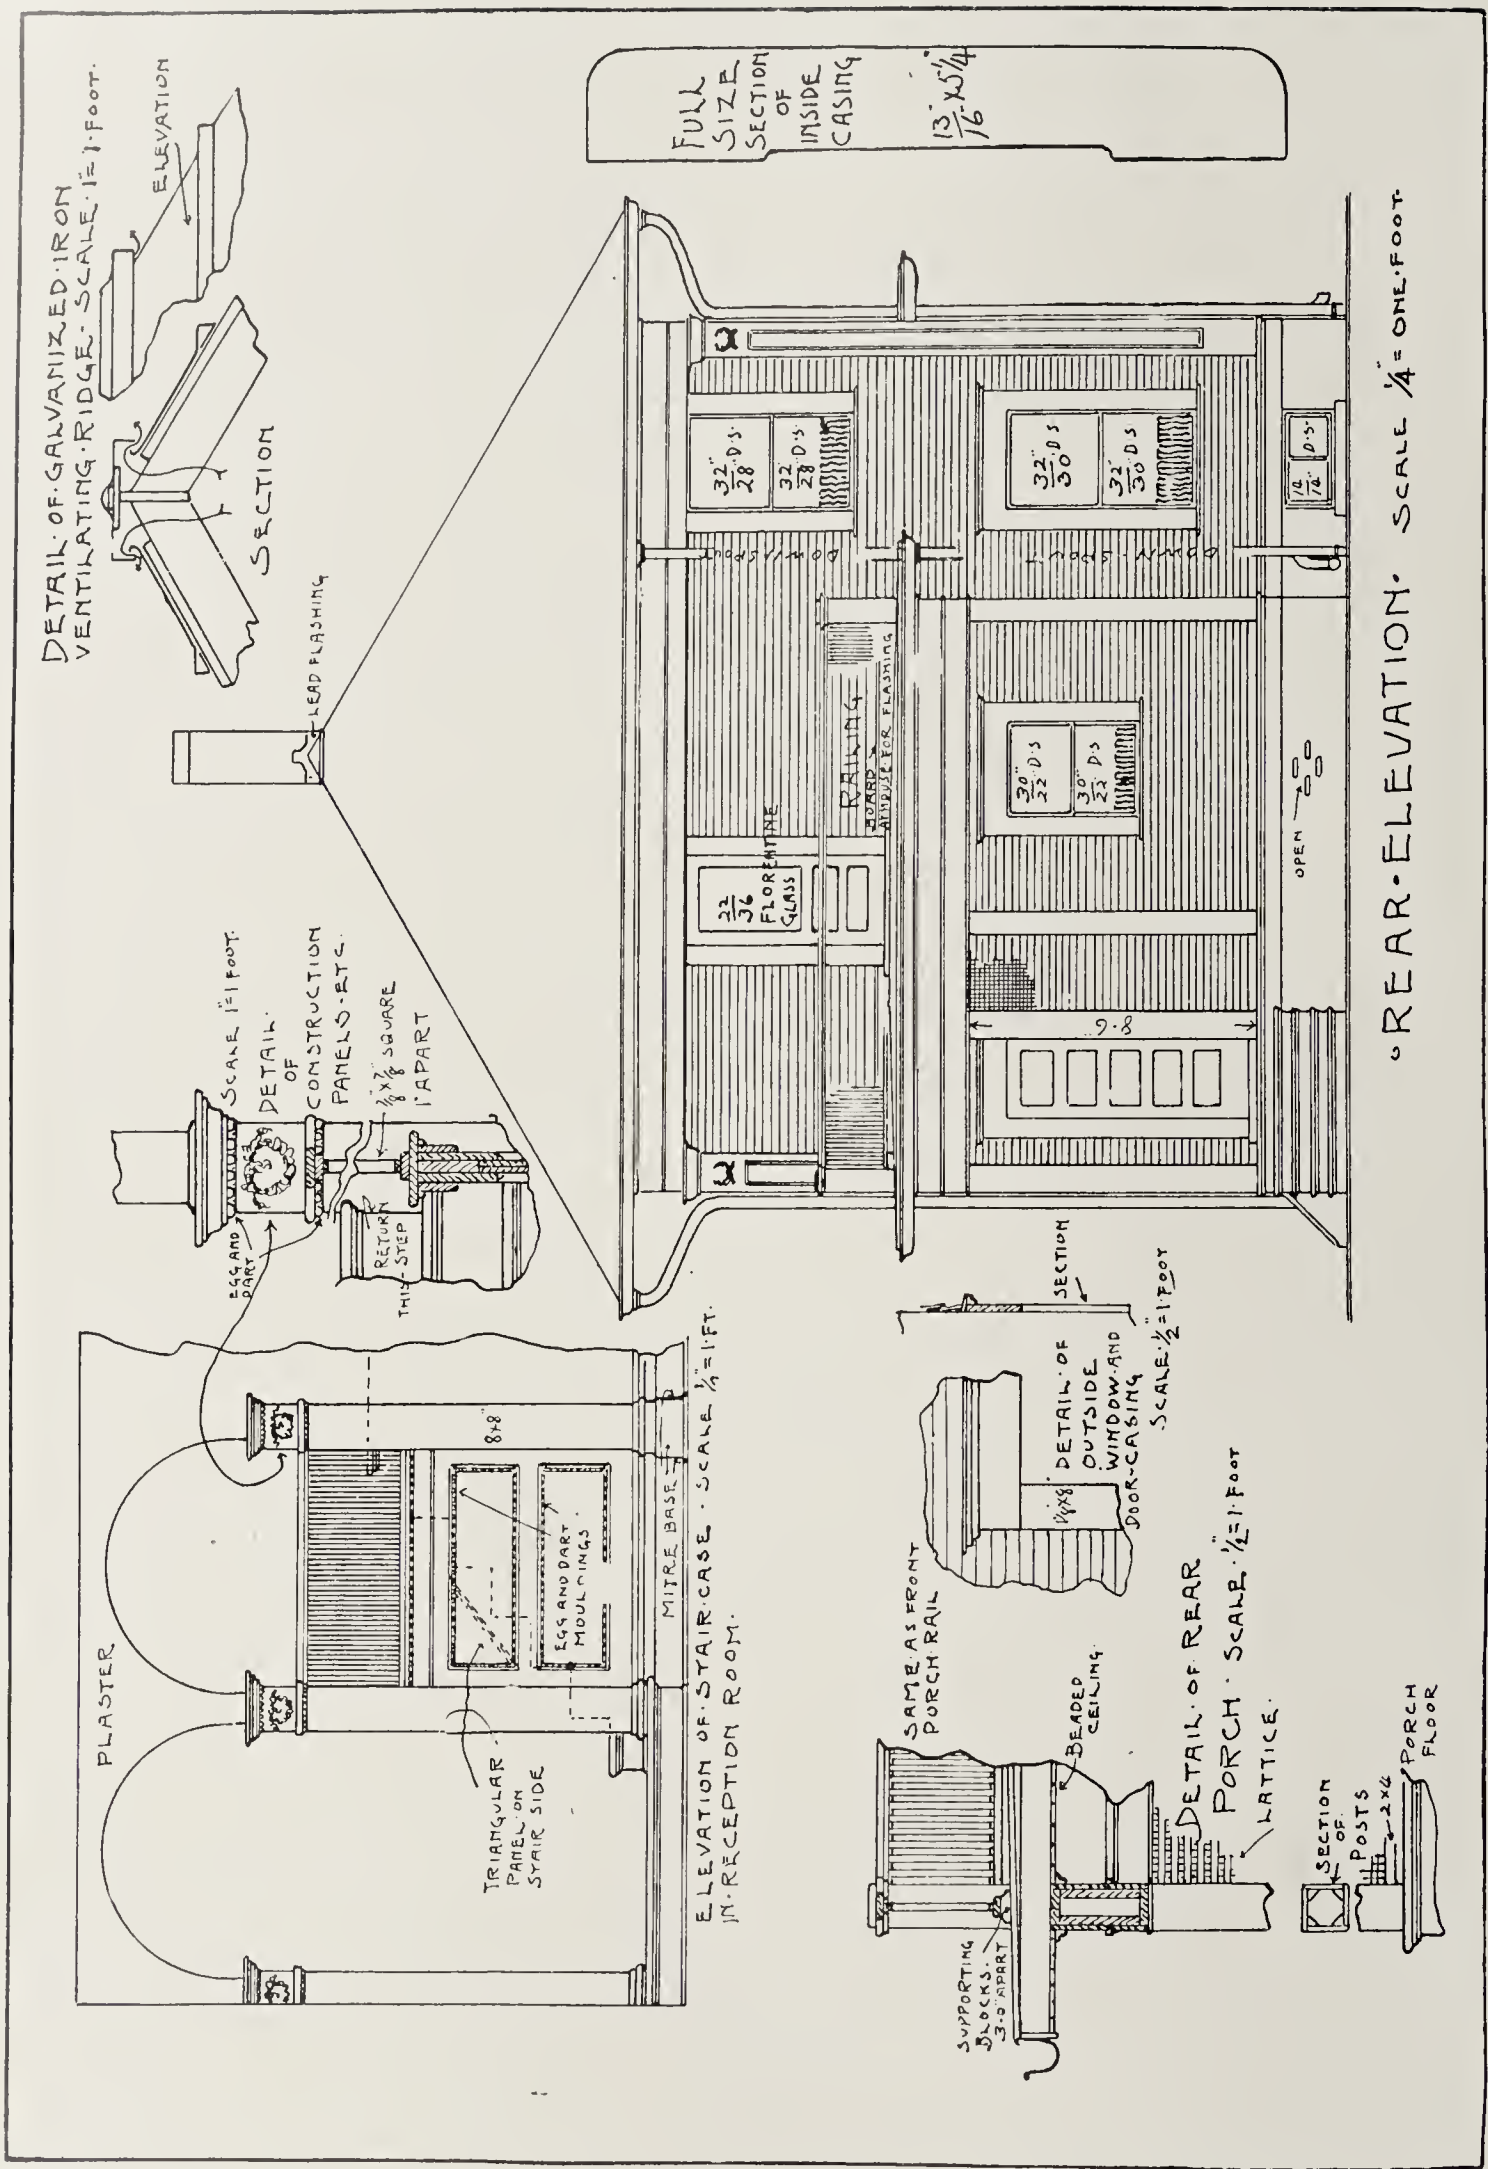 DETAIL·OF·GALVANIZED·IRON
VENTILATING·RIDGE·SCALE·1"=1·FOOT·
ELEVATION
SECTION
LEAD FLASHING
SCALE 1"=1 FOOT·
DETAIL·
OF
CONSTRUCTION
PANELS·ETC·
7/8"x7/8" SQUARE
1" APART
EGG AND
DART
RETURN
THIS·STEP
PLASTER
8x8"
EGG AND DART
MOULDINGS
TRIANGULAR
PANEL·ON
STAIR SIDE
MITRE BASE
ELEVATION·OF·STAIR·CASE·SCALE 1/4"=1·FT·
IN·RECEPTION ROOM·
FULL
SIZE
SECTION
OF
INSIDE
CASING
13/16" x 5 1/4"
32"/28 D·S·
32"/28 D·S·
DOWN SPOUT
22/36
FLORENTINE
GLASS
RAILING
BOARD
AT HOUSE·FOR FLASHING
32"/30 D·S
32"/30 D·S
DOWN·SPOUT
30"/22 D·S
30"/22 D·S
8'·6"
14/14" D·S·
OPEN
·REAR·ELEVATION· SCALE 1/4"=ONE·FOOT·
SECTION
1 1/8x8"
DETAIL·OF
OUTSIDE
WINDOW·AND
DOOR-CASING
·SCALE·1/2"=1·FOOT
SAME·AS·FRONT
PORCH·RAIL
BEADED
CEILING·
SUPPORTING
BLOCKS·
3·0" APART
DETAIL·OF·REAR
PORCH·SCALE·1/2"=1·FOOT
LATTICE·
SECTION
OF·
POSTS
2x4
PORCH
FLOOR